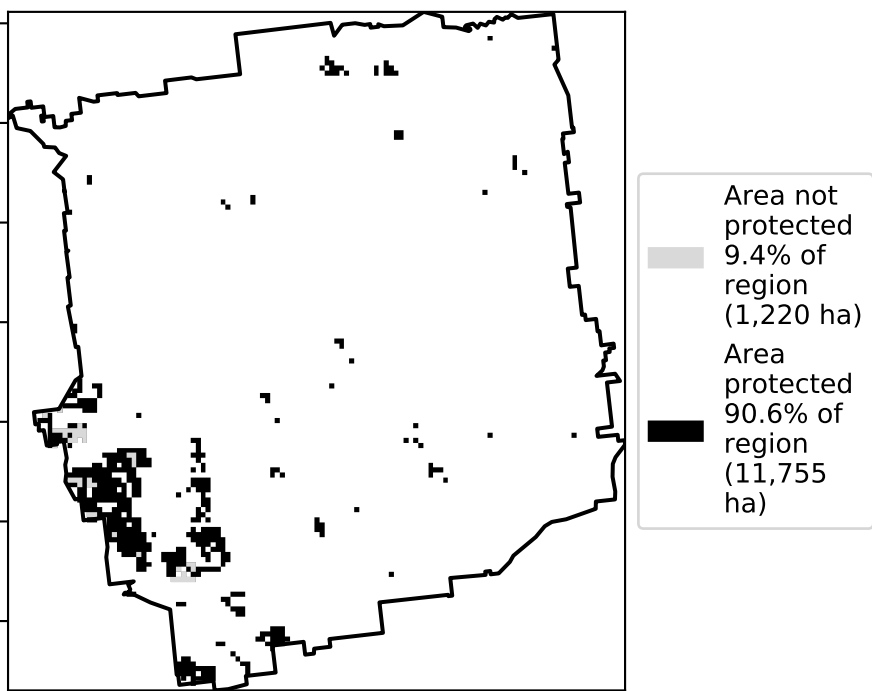 Area not
protected
9.4% of
region
(1,220 ha)
Area
protected
90.6% of
region
(11,755
ha)